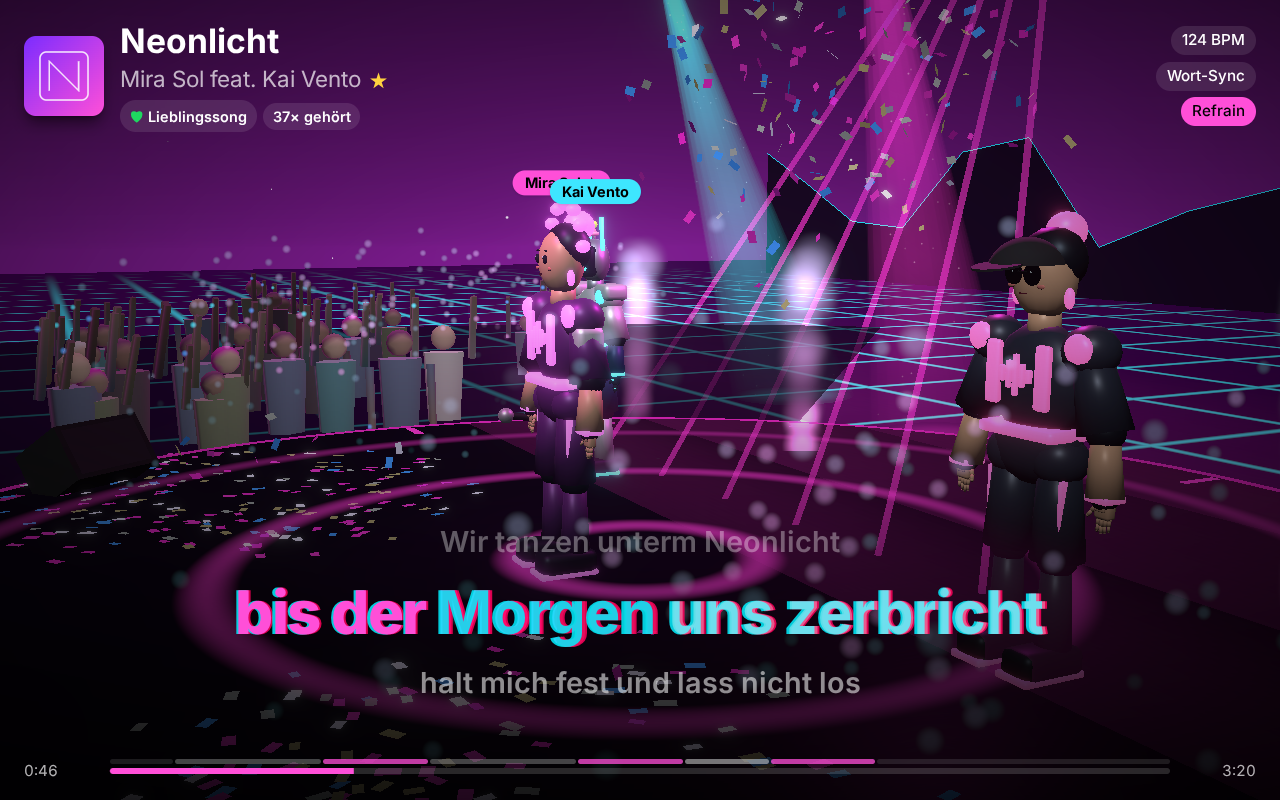 N
Neonlicht
Mira Sol feat. Kai Vento
Lieblingssong
37× gehört
124 BPM
Wort-Sync
Refrain
Mira
Kai Vento
Wir tanzen unterm Neonlicht
bis der Morgen uns zerbricht
halt mich fest und lass nicht los
0:46
3:20